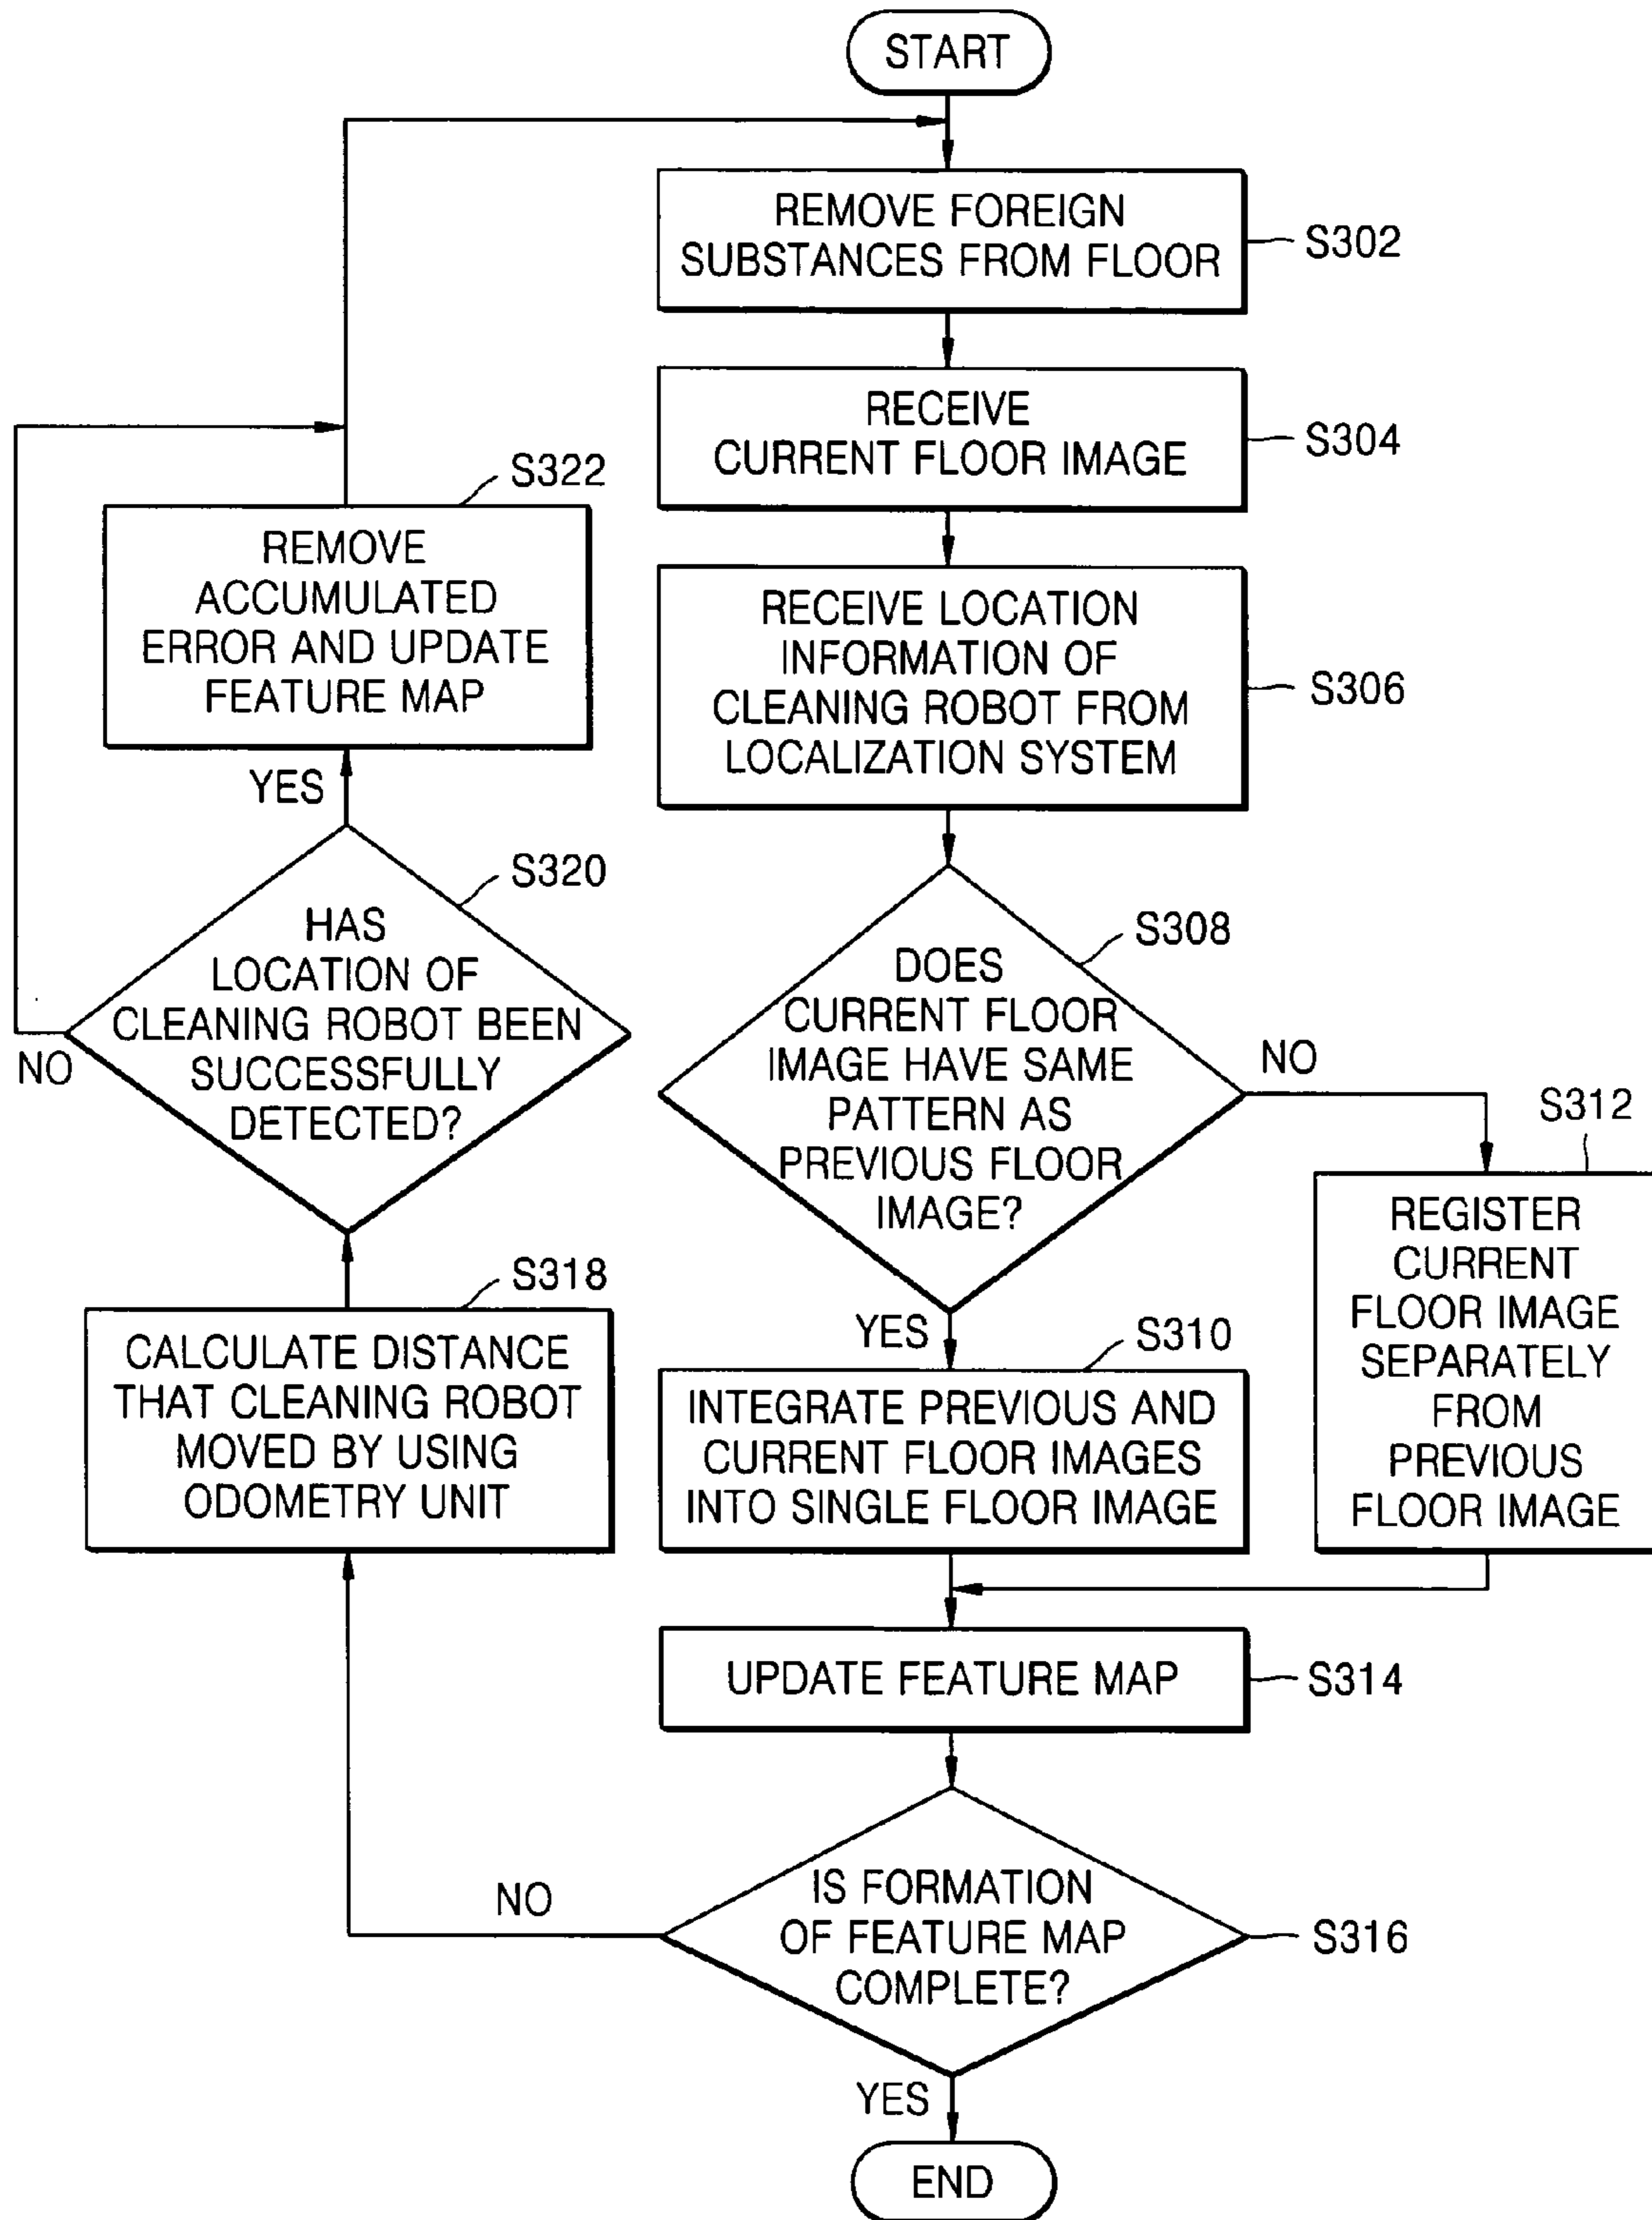 START
REMOVE FOREIGN
SUBSTANCES FROM FLOOR
S302
RECEIVE
CURRENT FLOOR IMAGE
S304
RECEIVE LOCATION
INFORMATION OF
CLEANING ROBOT FROM
LOCALIZATION SYSTEM
S306
DOES
CURRENT FLOOR
IMAGE HAVE SAME
PATTERN AS
PREVIOUS FLOOR
IMAGE?
S308
NO
S312
REGISTER
CURRENT
FLOOR IMAGE
SEPARATELY
FROM
PREVIOUS
FLOOR IMAGE
YES
S310
INTEGRATE PREVIOUS AND
CURRENT FLOOR IMAGES
INTO SINGLE FLOOR IMAGE
UPDATE FEATURE MAP
S314
IS FORMATION
OF FEATURE MAP
COMPLETE?
S316
NO
YES
END
S318
CALCULATE DISTANCE
THAT CLEANING ROBOT
MOVED BY USING
ODOMETRY UNIT
S320
HAS
LOCATION OF
CLEANING ROBOT BEEN
SUCCESSFULLY
DETECTED?
NO
YES
S322
REMOVE
ACCUMULATED
ERROR AND UPDATE
FEATURE MAP